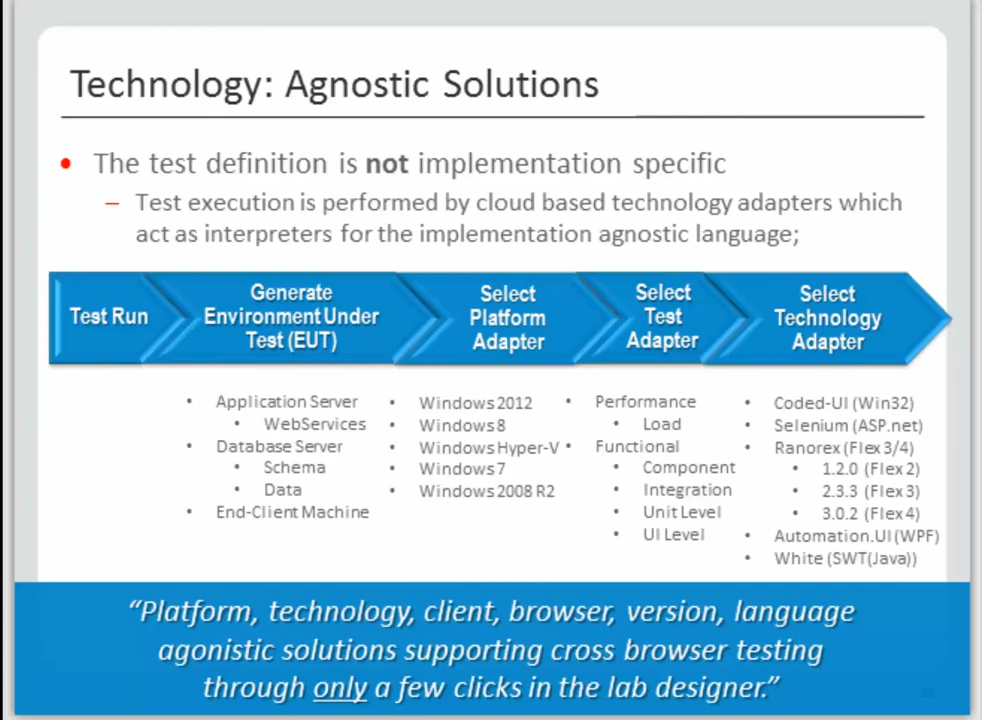 Technology: Agnostic Solutions
• The test definition is not implementation specific
– Test execution is performed by cloud based technology adapters which
act as interpreters for the implementation agnostic language;
Test Run
Generate
Environment Under
Test (EUT)
Select
Platform
Adapter
Select
Test
Adapter
Select
Technology
Adapter
• Application Server
• WebServices
• Database Server
• Schema
• Data
• End-Client Machine
• Windows 2012
• Windows 8
• Windows Hyper-V
• Windows 7
• Windows 2008 R2
• Performance
• Load
• Functional
• Component
• Integration
• Unit Level
• UI Level
• Coded-UI (Win32)
• Selenium (ASP.net)
• Ranorex (Flex 3/4)
• 1.2.0 (Flex 2)
• 2.3.3 (Flex 3)
• 3.0.2 (Flex 4)
• Automation.UI (WPF)
• White (SWT(Java))
“Platform, technology, client, browser, version, language
agonistic solutions supporting cross browser testing
through only a few clicks in the lab designer.”